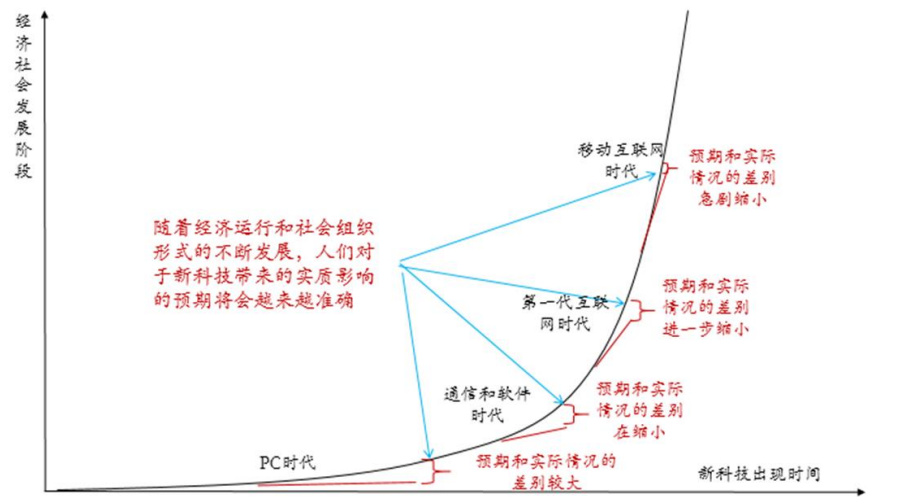 经济社会发展阶段
移动互联网
时代
预期和实际
情况的差别
急剧缩小
随着经济运行和社会组织
形式的不断发展，人们对
于新科技带来的实质影响
的预期将会越来越准确
第一代互联
网时代
预期和实际
情况的差别
进一步缩小
通信和软件
时代
预期和实际
情况的差别
在缩小
PC时代
预期和实际情况的
差别较大
新科技出现时间